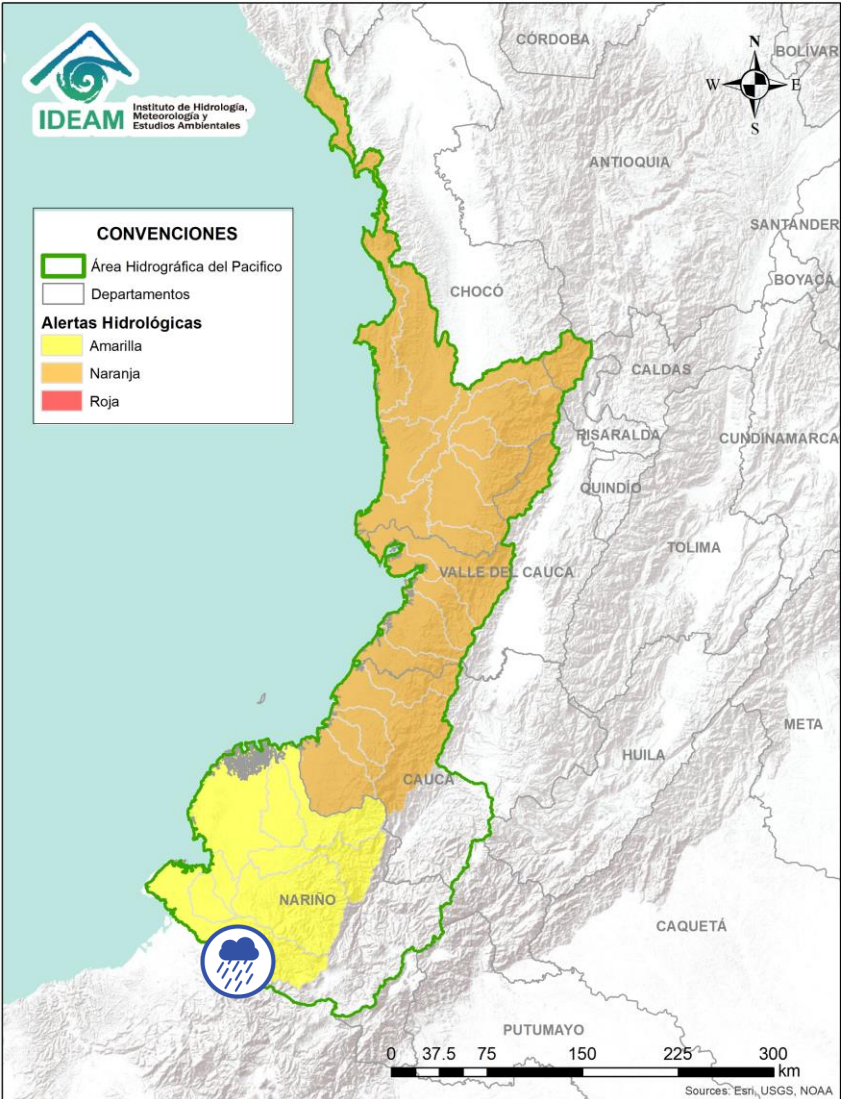 IDEAM
Instituto de Hidrología,
Meteorología y
Estudios Ambientales
N
W
E
S
CÓRDOBA
BOLÍVAR
ANTIOQUIA
SANTANDER
BOYACÁ
CHOCÓ
CALDAS
RISARALDA
CUNDINAMARCA
QUINDÍO
TOLIMA
VALLE DEL CAUCA
META
HUILA
CAUCA
NARIÑO
CAQUETÁ
PUTUMAYO
CONVENCIONES
Área Hidrográfica del Pacifico
Departamentos
Alertas Hidrológicas
Amarilla
Naranja
Roja
0 37.5 75 150 225 300
km
Sources: Esri, USGS, NOAA